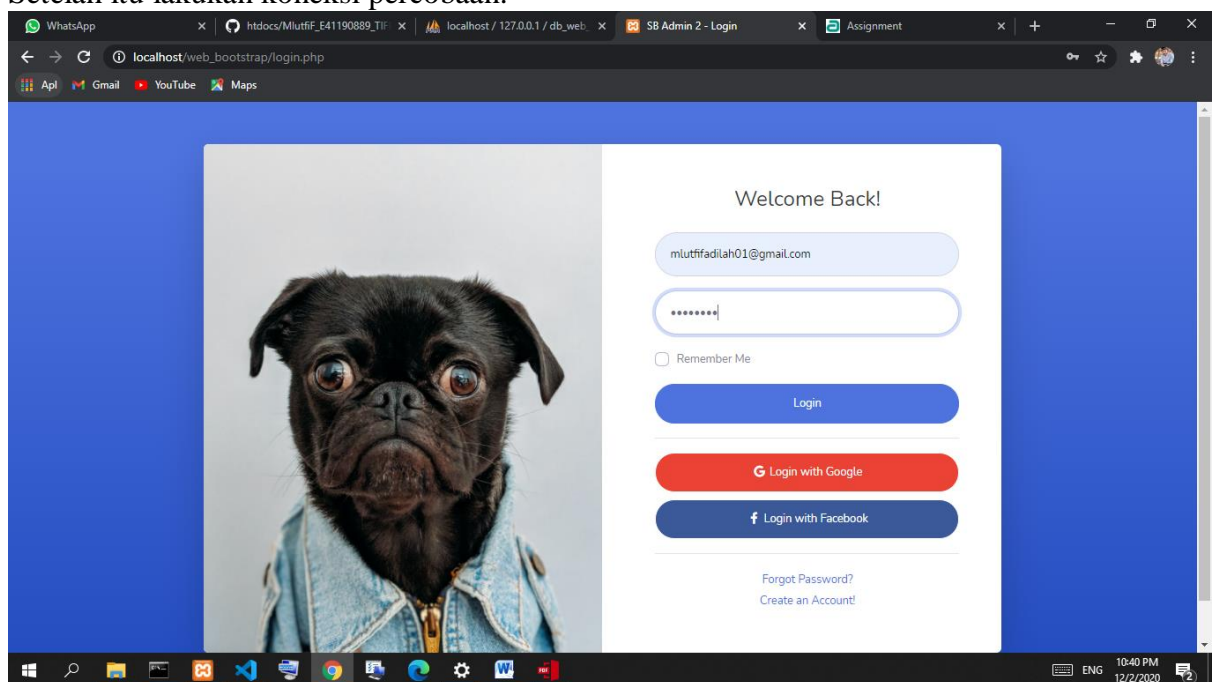 Setelah itu lakukan koneksi percobaan.
WhatsApp
htdocs/MlutfiF_E41190889_TIF
localhost / 127.0.0.1 / db_web_
SB Admin 2 - Login
Assignment
localhost/web_bootstrap/login.php
Apl
Gmail
YouTube
Maps
Welcome Back!
mlutfifadilah01@gmail.com
Remember Me
Login
Login with Google
Login with Facebook
Forgot Password?
Create an Account!
ENG
10:40 PM
12/2/2020
2